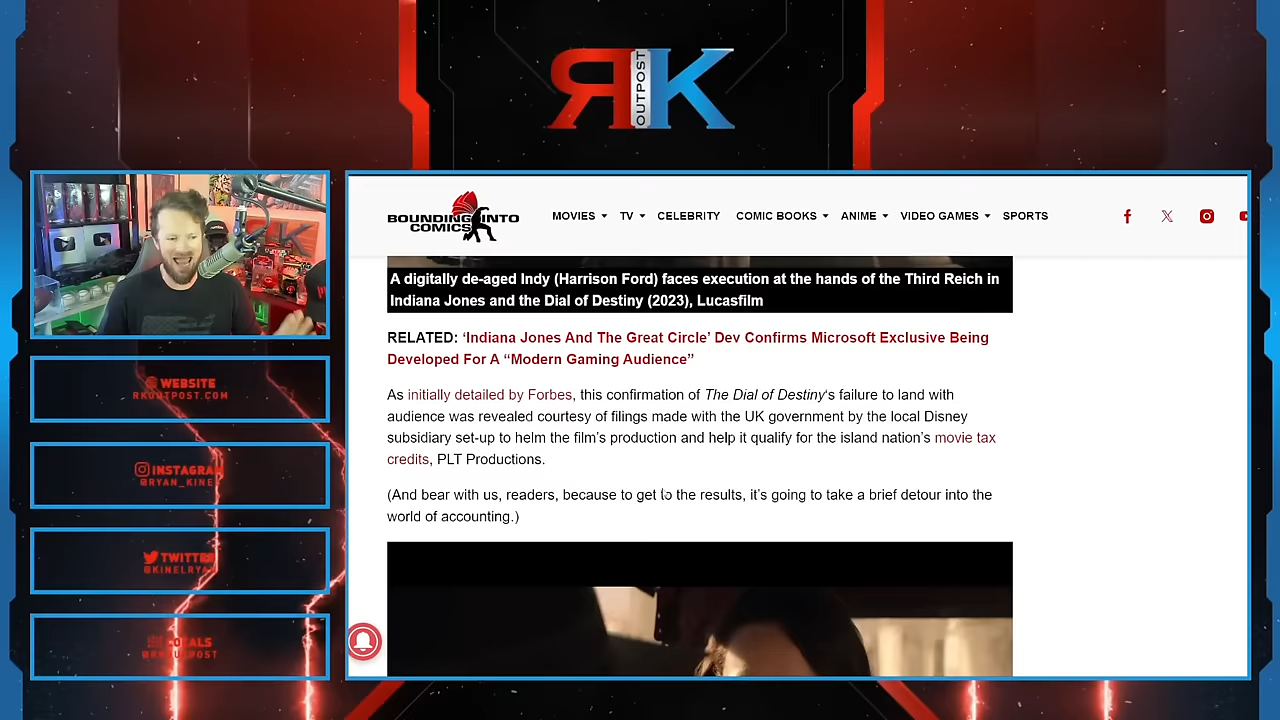 RK
OUTPOST
BOUNDING INTO
COMICS
MOVIES
TV
CELEBRITY
COMIC BOOKS
ANIME
VIDEO GAMES
SPORTS
A digitally de-aged Indy (Harrison Ford) faces execution at the hands of the Third Reich in
Indiana Jones and the Dial of Destiny (2023), Lucasfilm
RELATED: ‘Indiana Jones And The Great Circle’ Dev Confirms Microsoft Exclusive Being
Developed For A “Modern Gaming Audience”
As initially detailed by Forbes, this confirmation of The Dial of Destiny‘s failure to land with
audience was revealed courtesy of filings made with the UK government by the local Disney
subsidiary set-up to helm the film’s production and help it qualify for the island nation’s movie tax
credits, PLT Productions.
(And bear with us, readers, because to get to the results, it’s going to take a brief detour into the
world of accounting.)
WEBSITE
RKOUTPOST.COM
INSTAGRAM
@RYAN_KINEL
TWITTER
@KINELRYAN
LOCALS
@RKOUTPOST